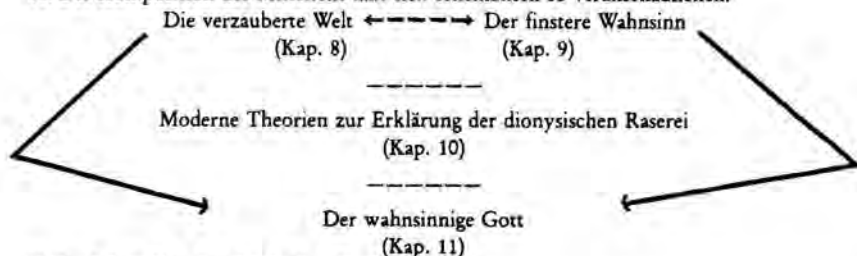 Die verzauberte Welt Der finstere Wahnsinn
(Kap. 8) (Kap. 9)
Moderne Theorien zur Erklärung der dionysischen Raserei
(Kap. 10)
Der wahnsinnige Gott
(Kap. 11)